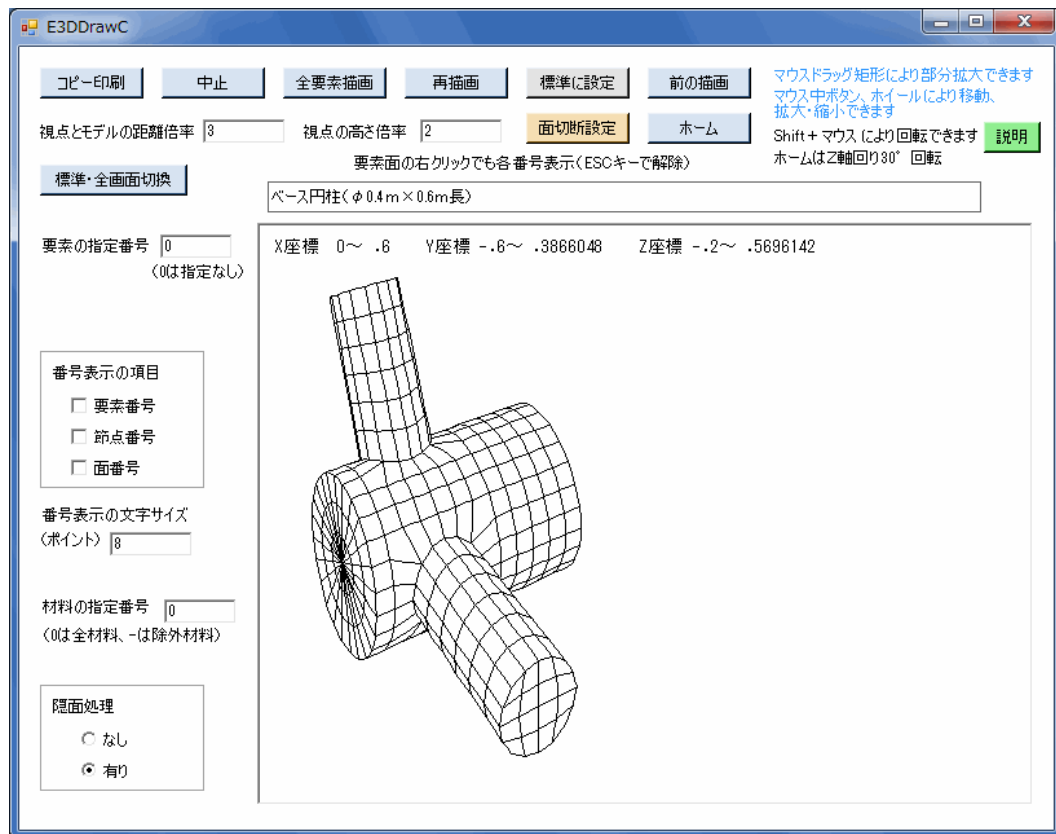 E3DDrawC
コピー印刷 中止 全要素描画 再描画 標準に設定 前の描画
マウスドラッグ矩形により部分拡大できます
マウス中ボタン、ホイールにより移動、
拡大・縮小できます
視点とモデルの距離倍率 3 視点の高さ倍率 2 面切断設定 ホーム
Shift+マウス により回転できます 説明
ホームはZ軸回り30° 回転
要素面の右クリックでも各番号表示(ESCキーで解除)
標準・全画面切換
ベース円柱(φ0.4m×0.6m長)
要素の指定番号 0
(0は指定なし)
X座標 0～ .6 Y座標 -.6～ .3866048 Z座標 -.2～ .5696142
番号表示の項目
要素番号
節点番号
面番号
番号表示の文字サイズ
(ポイント) 8
材料の指定番号 0
(0は全材料、-は除外材料)
隠面処理
なし
有り